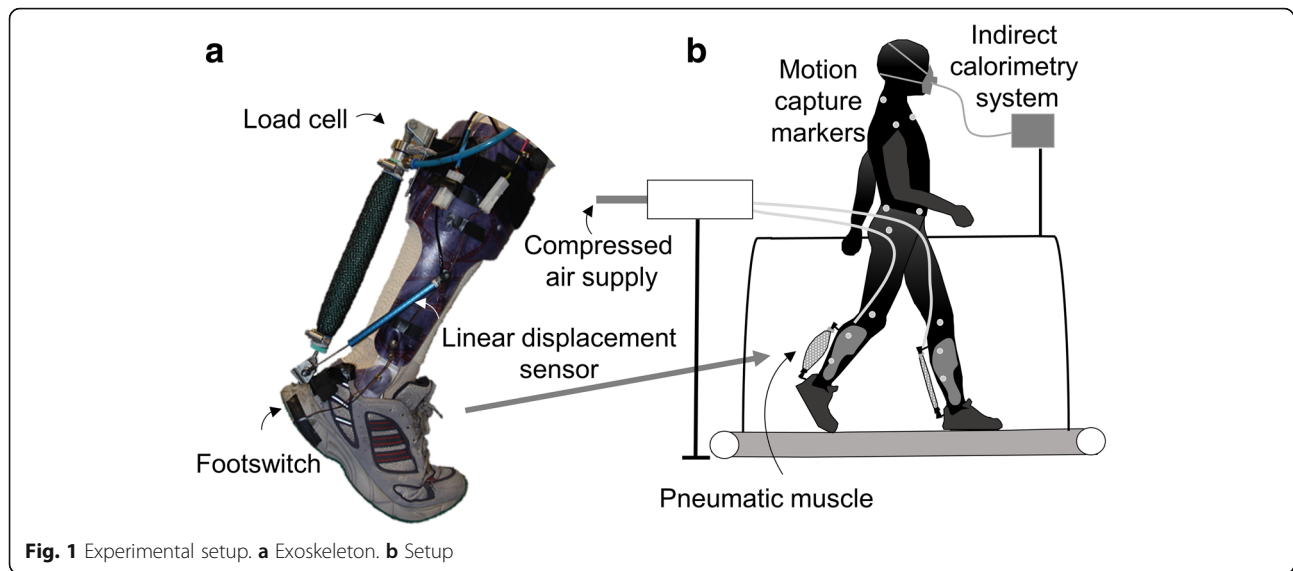 a
Load cell
Linear displacement
sensor
Footswitch
b
Motion
capture
markers
Indirect
calorimetry
system
Compressed
air supply
Pneumatic muscle
Fig. 1 Experimental setup. a Exoskeleton. b Setup